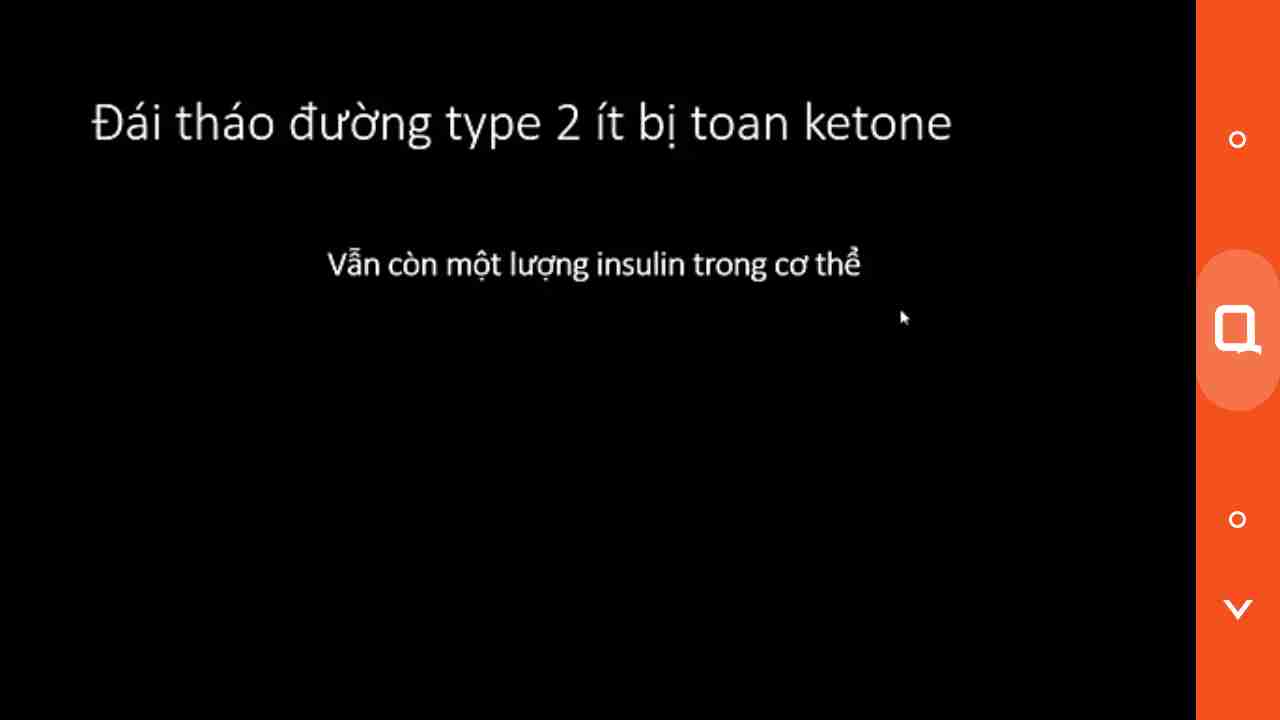 Đái tháo đường type 2 ít bị toan ketone
Vẫn còn một lượng insulin trong cơ thể